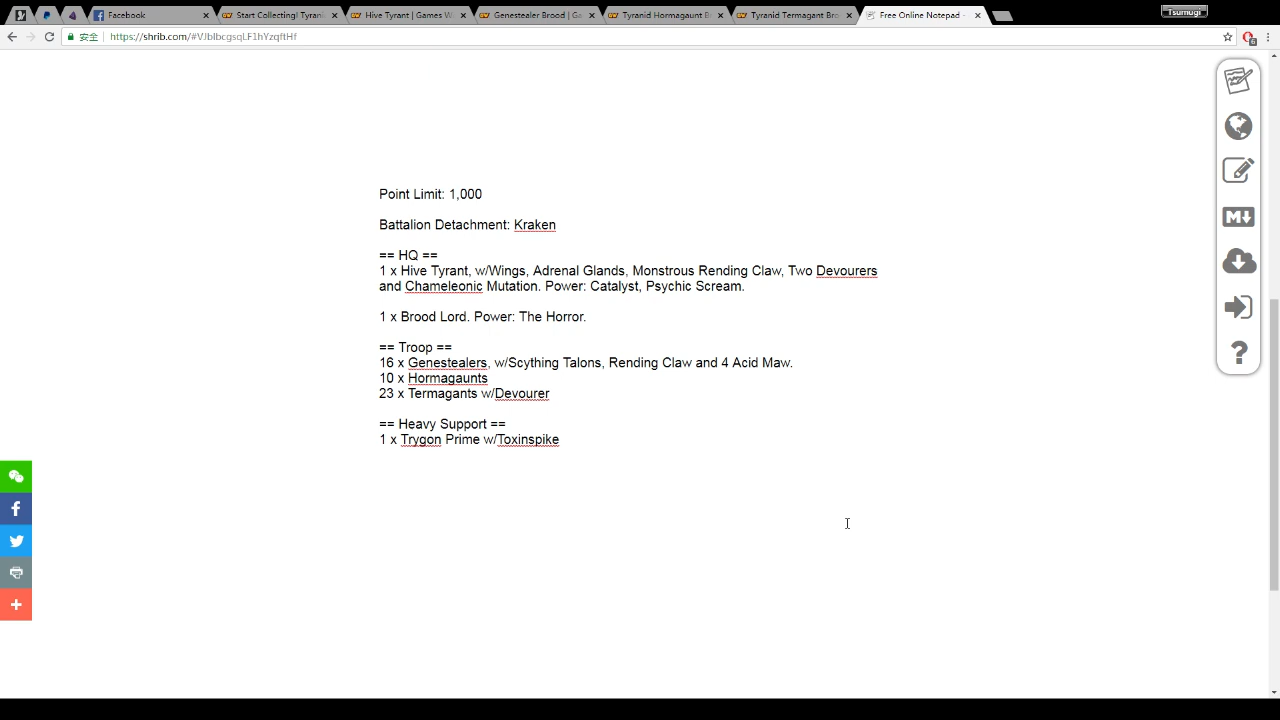 Facebook
Start Collecting! Tyran
Hive Tyrant | Games W
Genestealer Brood | Ga
Tyranid Hormagaunt B
Tyranid Termagant Bro
Free Online Notepad -
Tsumugi
安全
https://shrib.com/#VJbIbcgsqLF1hYzqftHf
Point Limit: 1,000
Battalion Detachment: Kraken
== HQ ==
1 x Hive Tyrant, w/Wings, Adrenal Glands, Monstrous Rending Claw, Two Devourers
and Chameleonic Mutation. Power: Catalyst, Psychic Scream.
1 x Brood Lord. Power: The Horror.
== Troop ==
16 x Genestealers, w/Scything Talons, Rending Claw and 4 Acid Maw.
10 x Hormagaunts
23 x Termagants w/Devourer
== Heavy Support ==
1 x Trygon Prime w/Toxinspike
M
?